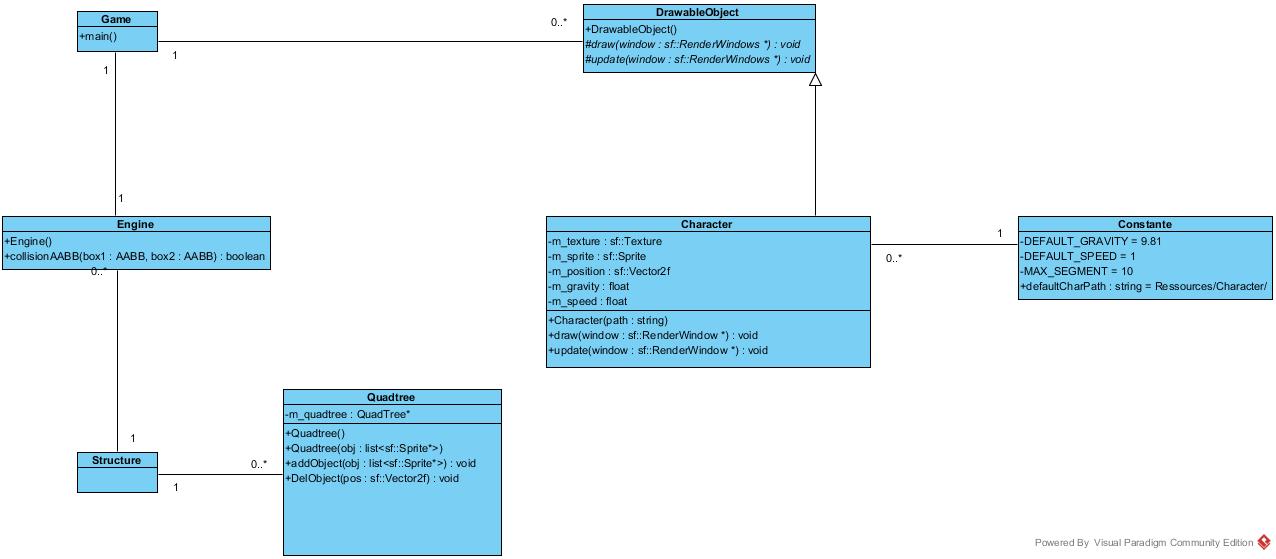 Game
+main()
1
1
0..*
DrawableObject
+DrawableObject()
#draw(window : sf::RenderWindows *) : void
#update(window : sf::RenderWindows *) : void
1
Engine
+Engine()
+collisionAABB(box1 : AABB, box2 : AABB) : boolean
0..*
Character
-m_texture : sf::Texture
-m_sprite : sf::Sprite
-m_position : sf::Vector2f
-m_gravity : float
-m_speed : float
+Character(path : string)
+draw(window : sf::RenderWindow *) : void
+update(window : sf::RenderWindow *) : void
0..*
1
Constante
-DEFAULT_GRAVITY = 9.81
-DEFAULT_SPEED = 1
-MAX_SEGMENT = 10
+defaultCharPath : string = Ressources/Character/
1
Structure
1
0..*
Quadtree
-m_quadtree : QuadTree*
+Quadtree()
+Quadtree(obj : list<sf::Sprite*>)
+addObject(obj : list<sf::Sprite*>) : void
+DelObject(pos : sf::Vector2f) : void
Powered By Visual Paradigm Community Edition